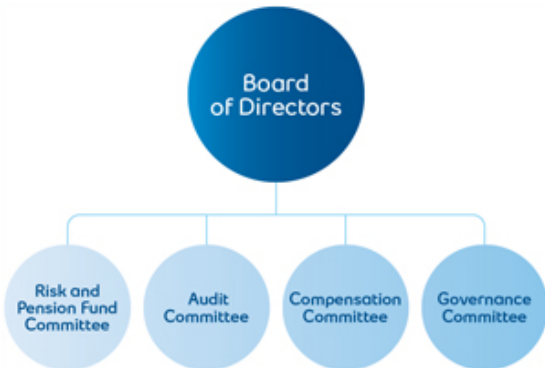 Board
of Directors
Risk and
Pension Fund
Committee
Audit
Committee
Compensation
Committee
Governance
Committee